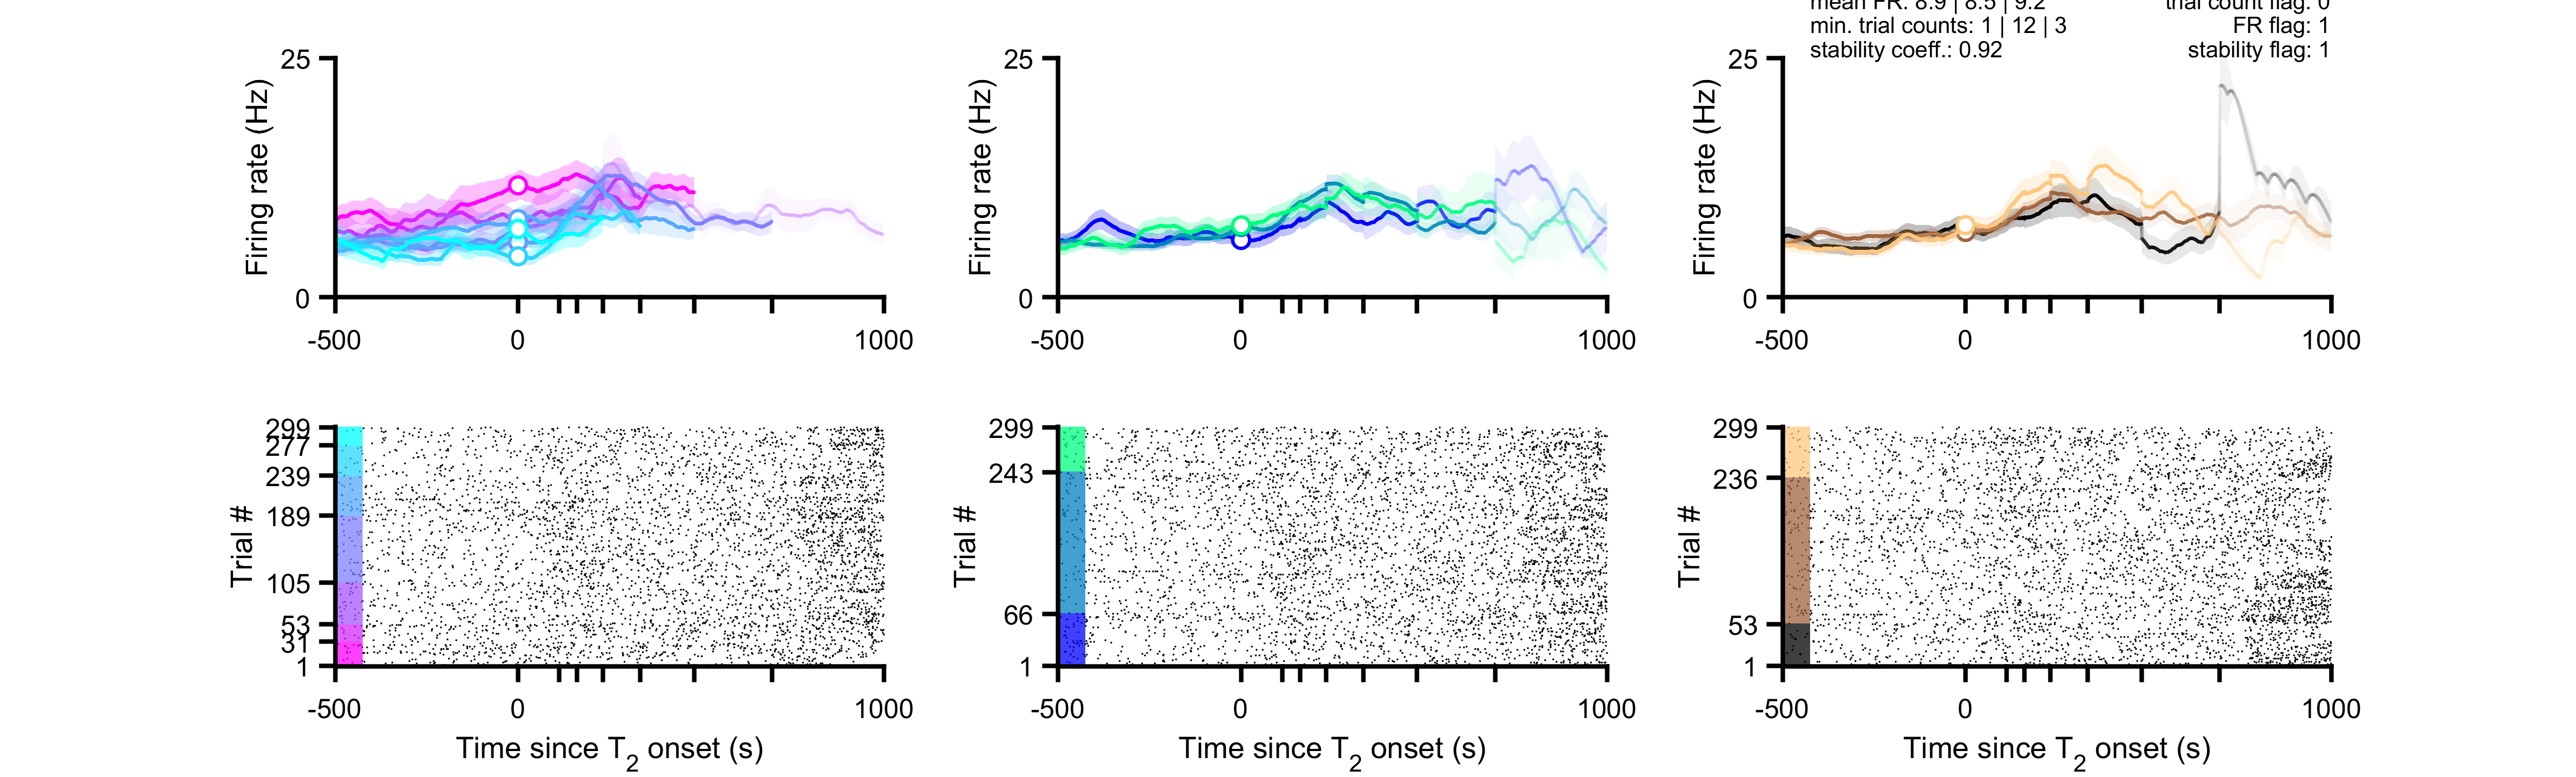 mean FR: 8.9 | 8.5 | 9.2
trial count flag: 0
min. trial counts: 1 | 12 | 3
FR flag: 1
stability coeff.: 0.92
stability flag: 1
25
Firing rate (Hz)
0
-500
0
1000
25
Firing rate (Hz)
0
-500
0
1000
25
Firing rate (Hz)
0
-500
0
1000
299
277
239
189
105
53
31
1
Trial #
-500
0
1000
Time since T2 onset (s)
299
243
66
1
Trial #
-500
0
1000
Time since T2 onset (s)
299
236
53
1
Trial #
-500
0
1000
Time since T2 onset (s)